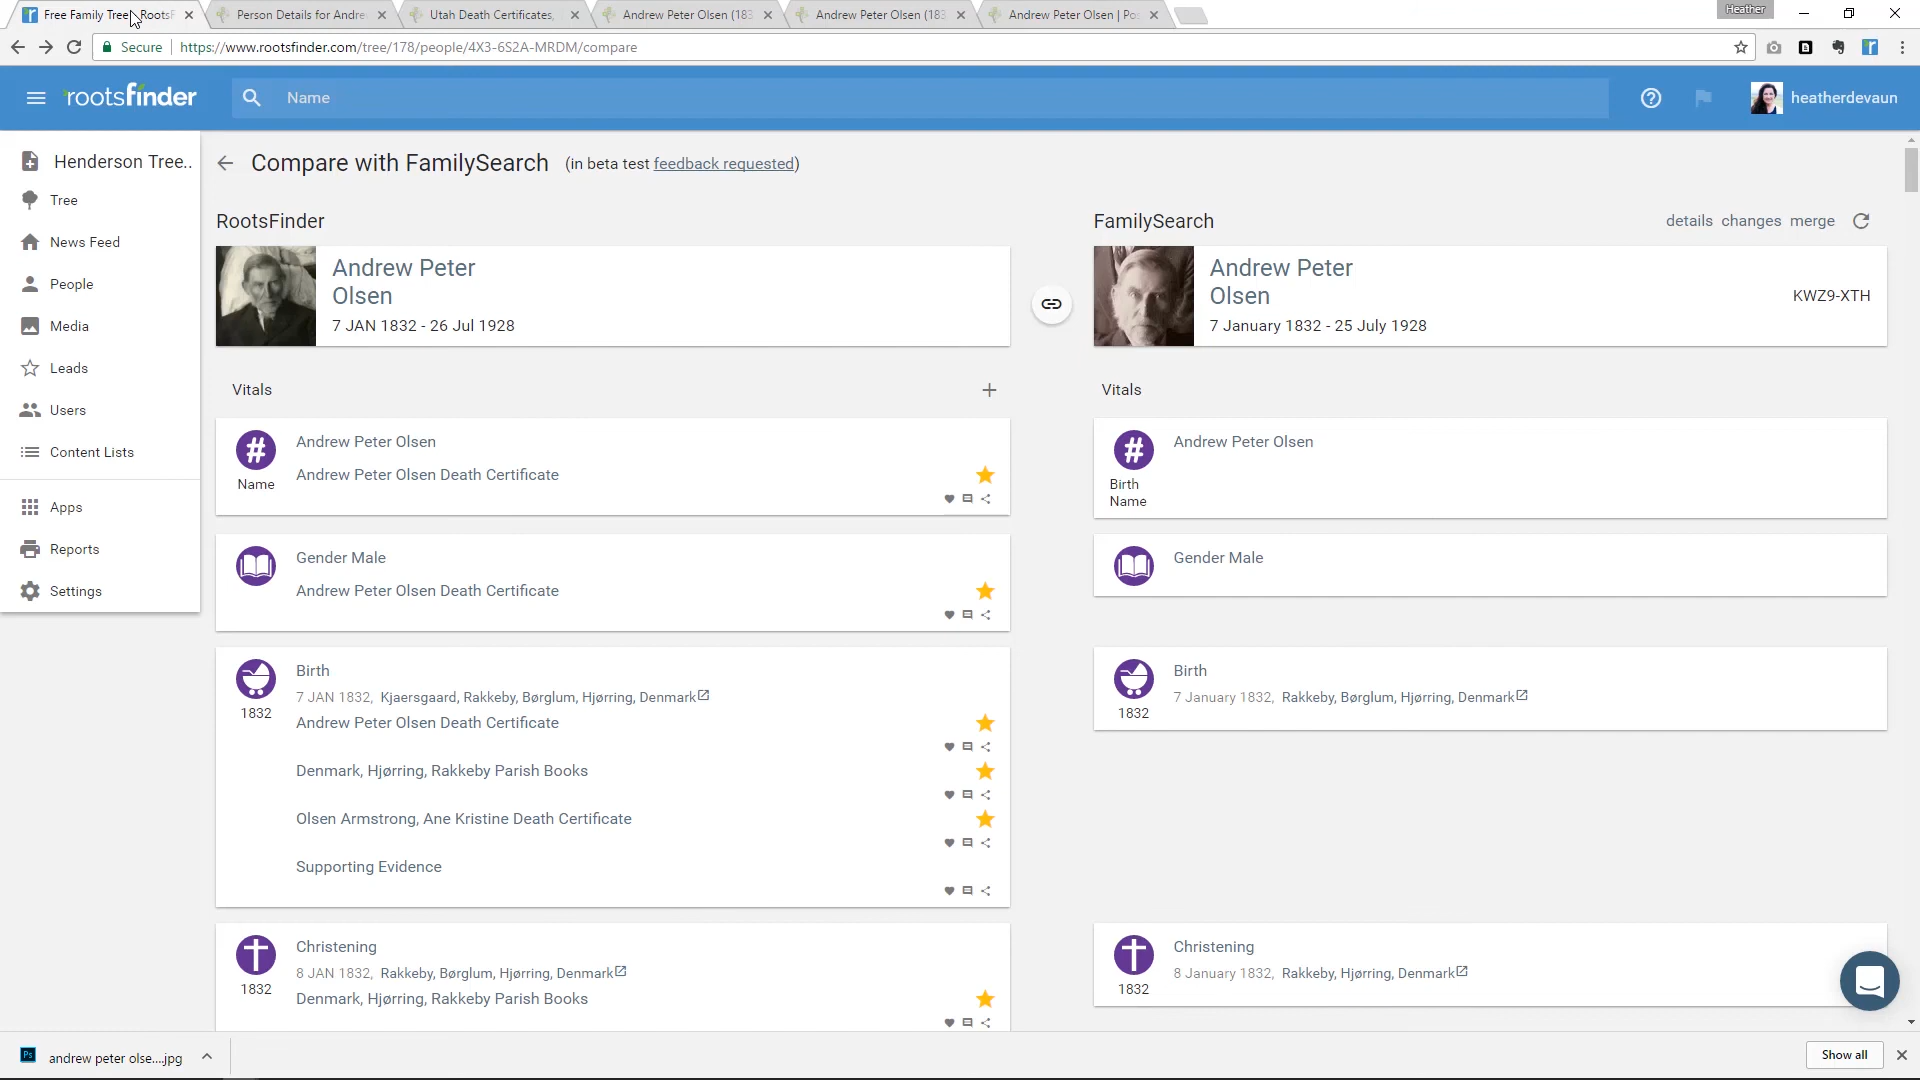 Free Family Tree RootsF
Person Details for Andre
Utah Death Certificates,
Andrew Peter Olsen (183
Andrew Peter Olsen (183
Andrew Peter Olsen | Po
Heather
Secure
https://www.rootsfinder.com/tree/178/people/4X3-6S2A-MRDM/compare
rootsfinder
Name
heatherdevaun
Henderson Tree..
Tree
News Feed
People
Media
Leads
Users
Content Lists
Apps
Reports
Settings
Compare with FamilySearch (in beta test feedback requested)
RootsFinder
Andrew Peter
Olsen
7 JAN 1832 - 26 Jul 1928
Vitals
Name
Andrew Peter Olsen
Andrew Peter Olsen Death Certificate
Gender Male
Andrew Peter Olsen Death Certificate
1832
Birth
7 JAN 1832, Kjaersgaard, Rakkeby, Børglum, Hjørring, Denmark
Andrew Peter Olsen Death Certificate
Denmark, Hjørring, Rakkeby Parish Books
Olsen Armstrong, Ane Kristine Death Certificate
Supporting Evidence
1832
Christening
8 JAN 1832, Rakkeby, Børglum, Hjørring, Denmark
Denmark, Hjørring, Rakkeby Parish Books
FamilySearch
details changes merge
Andrew Peter
Olsen
7 January 1832 - 25 July 1928
KWZ9-XTH
Vitals
Birth
Name
Andrew Peter Olsen
Gender Male
1832
Birth
7 January 1832, Rakkeby, Børglum, Hjørring, Denmark
1832
Christening
8 January 1832, Rakkeby, Hjørring, Denmark
Ps
andrew peter olse....jpg
Show all